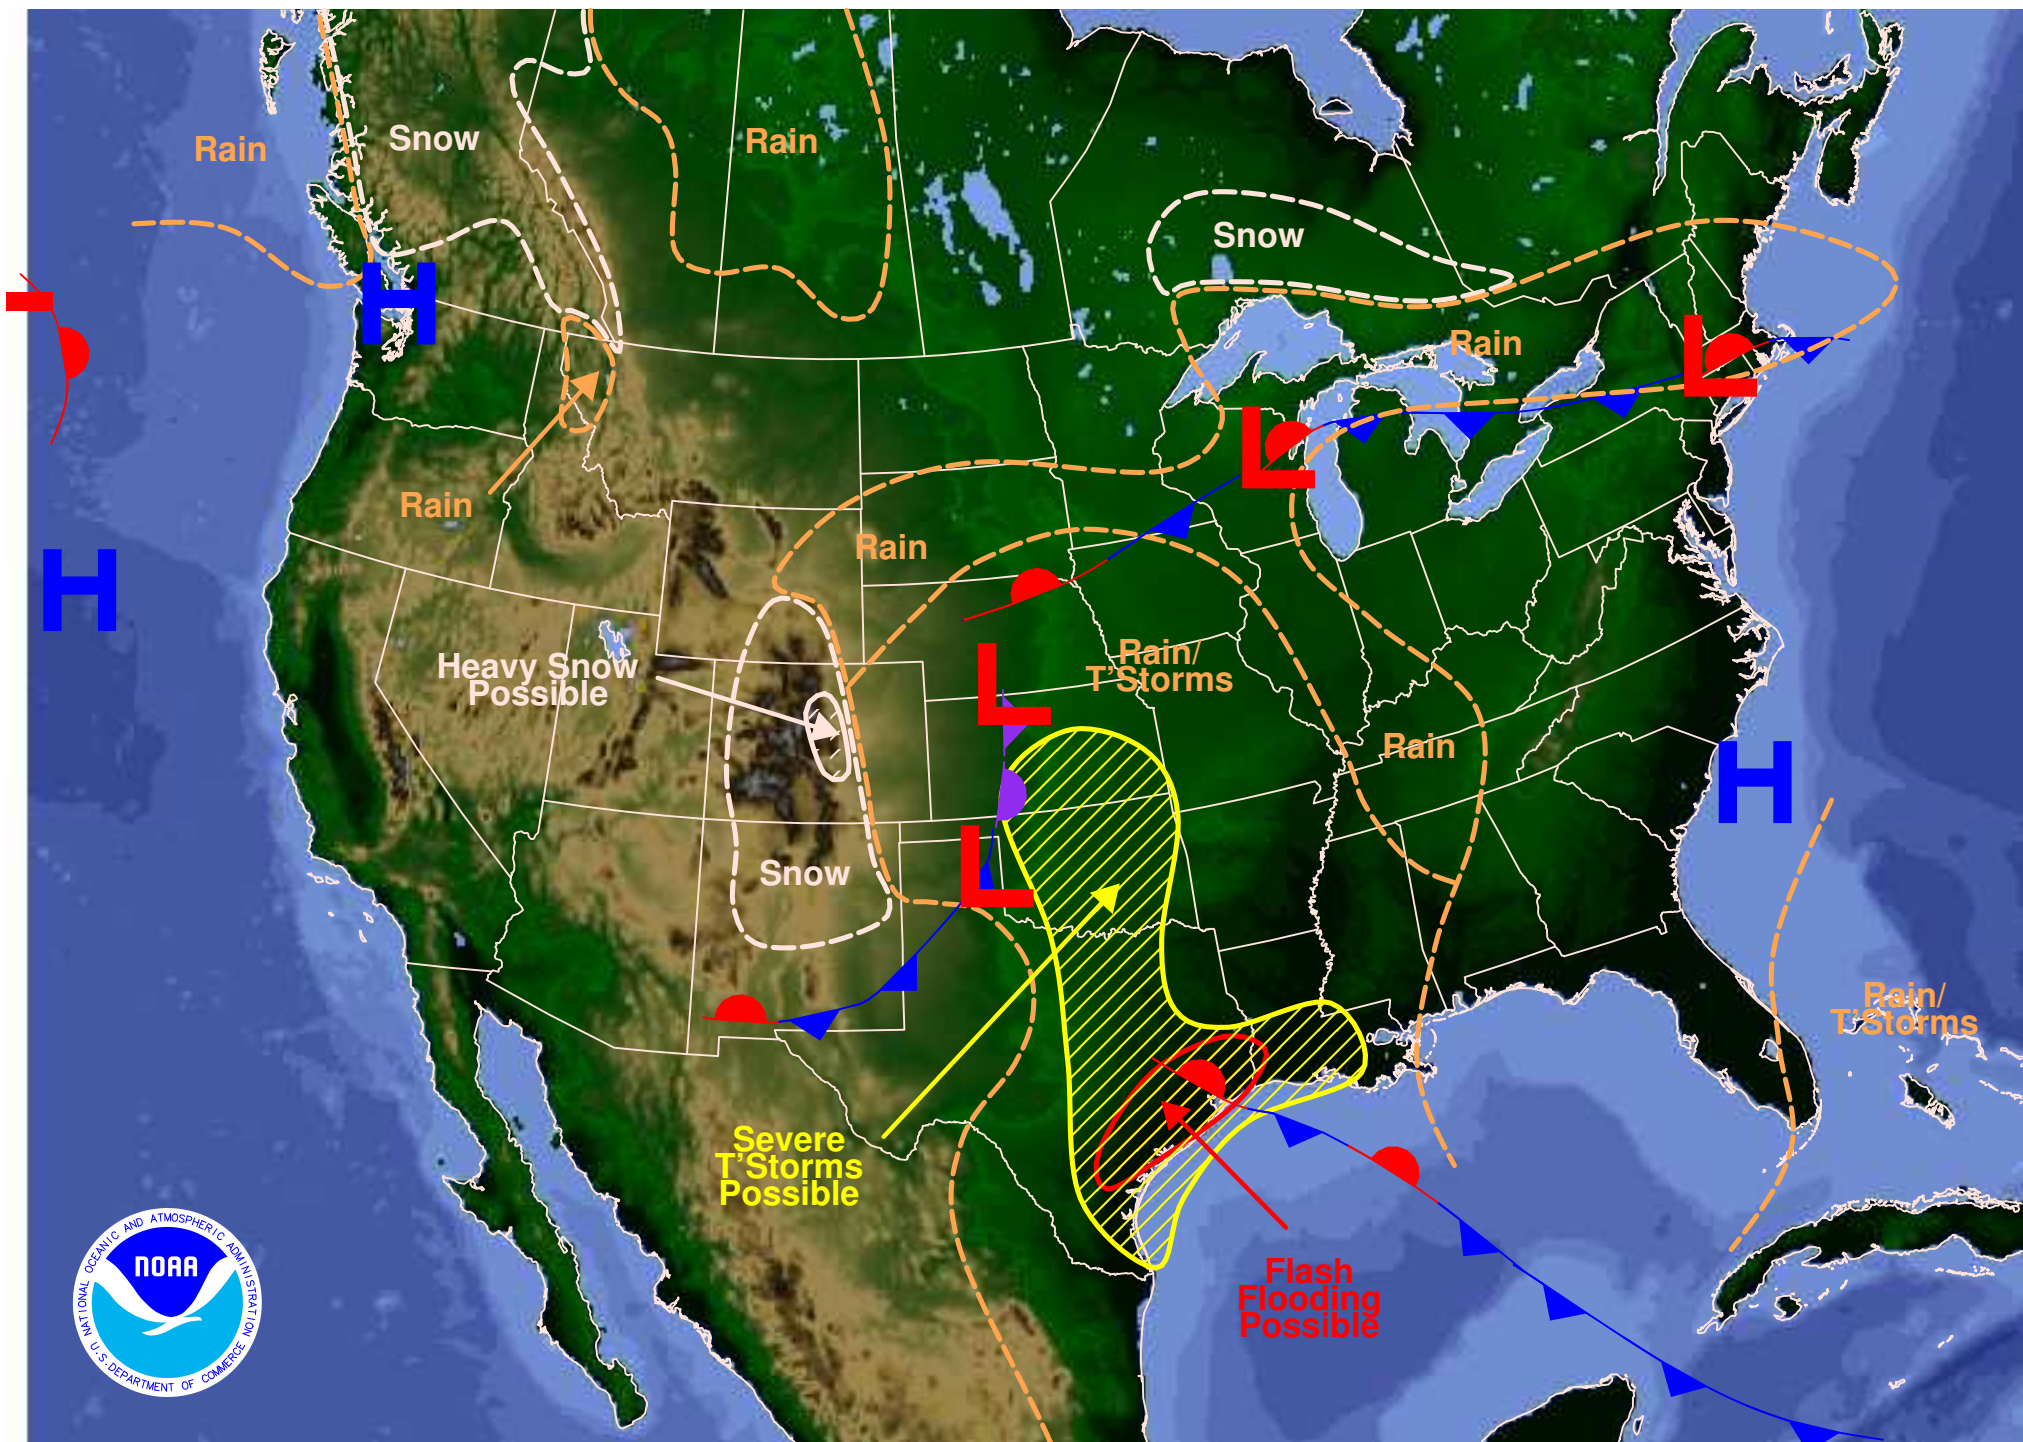 Rain
Snow
Rain
Snow
H
Rain
L
L
Rain
Rain
H
Heavy Snow
Possible
L
Rain/
T'Storms
Rain
H
L
Snow
Rain/
T'Storms
Severe
T'Storms
Possible
Flash
Flooding
Possible
NATIONAL OCEANIC AND ATMOSPHERIC ADMINISTRATION
NOAA
U.S. DEPARTMENT OF COMMERCE